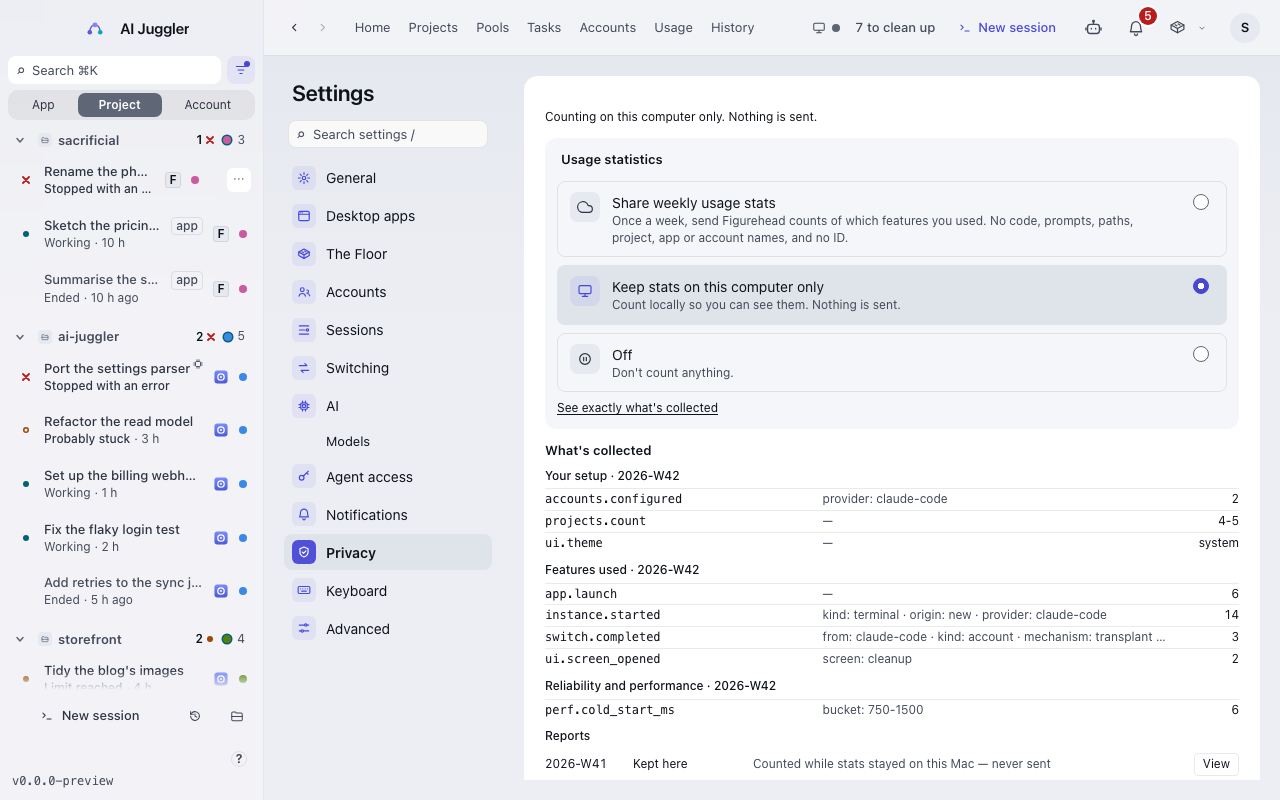 AI Juggler
Search ⌘K
App
Project
Account
sacrificial
1
3
Rename the ph...
Stopped with an ...
F
Sketch the pricin...
app
Working · 10 h
F
Summarise the s...
app
Ended · 10 h ago
F
ai-juggler
2
5
Port the settings parser
Stopped with an error
Refactor the read model
Probably stuck · 3 h
Set up the billing webh...
Working · 1 h
Fix the flaky login test
Working · 2 h
Add retries to the sync j...
Ended · 5 h ago
storefront
2
4
Tidy the blog's images
Limit reached · 4 h
New session
?
v0.0.0-preview
Home
Projects
Pools
Tasks
Accounts
Usage
History
7 to clean up
New session
5
S
Settings
Search settings /
General
Desktop apps
The Floor
Accounts
Sessions
Switching
AI
Models
Agent access
Notifications
Privacy
Keyboard
Advanced
Counting on this computer only. Nothing is sent.
Usage statistics
Share weekly usage stats
Once a week, send Figurehead counts of which features you used. No code, prompts, paths,
project, app or account names, and no ID.
Keep stats on this computer only
Count locally so you can see them. Nothing is sent.
Off
Don't count anything.
See exactly what's collected
What's collected
Your setup · 2026-W42
accounts.configured provider: claude-code 2
projects.count — 4-5
ui.theme — system
Features used · 2026-W42
app.launch — 6
instance.started kind: terminal · origin: new · provider: claude-code 14
switch.completed from: claude-code · kind: account · mechanism: transplant ... 3
ui.screen_opened screen: cleanup 2
Reliability and performance · 2026-W42
perf.cold_start_ms bucket: 750-1500 6
Reports
2026-W41 Kept here Counted while stats stayed on this Mac — never sent View